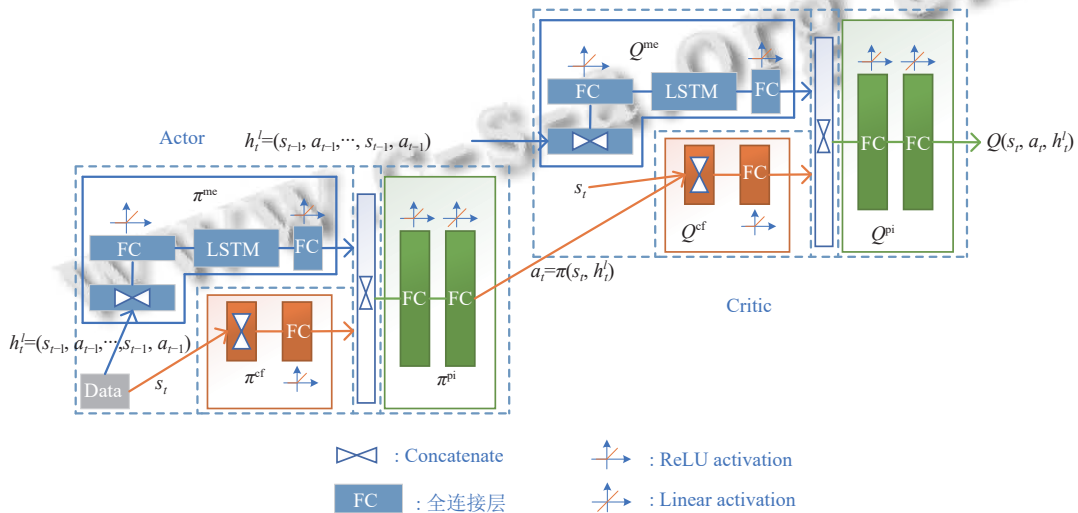 Q^me
FC
LSTM
FC
FC
FC
Q(s_t, a_t, h_t^l)
Q^pi
s_t
FC
Q^cf
Critic
Actor
h_t^l=(s_{t-1}, a_{t-1},···, s_{t-1}, a_{t-1})
π^me
FC
LSTM
FC
h_t^l=(s_{t-1}, a_{t-1},···,s_{t-1}, a_{t-1})
Data
s_t
FC
π^cf
FC
FC
π^pi
a_t=π(s_t, h_t^l)
: Concatenate
: ReLU activation
FC
: 全连接层
: Linear activation